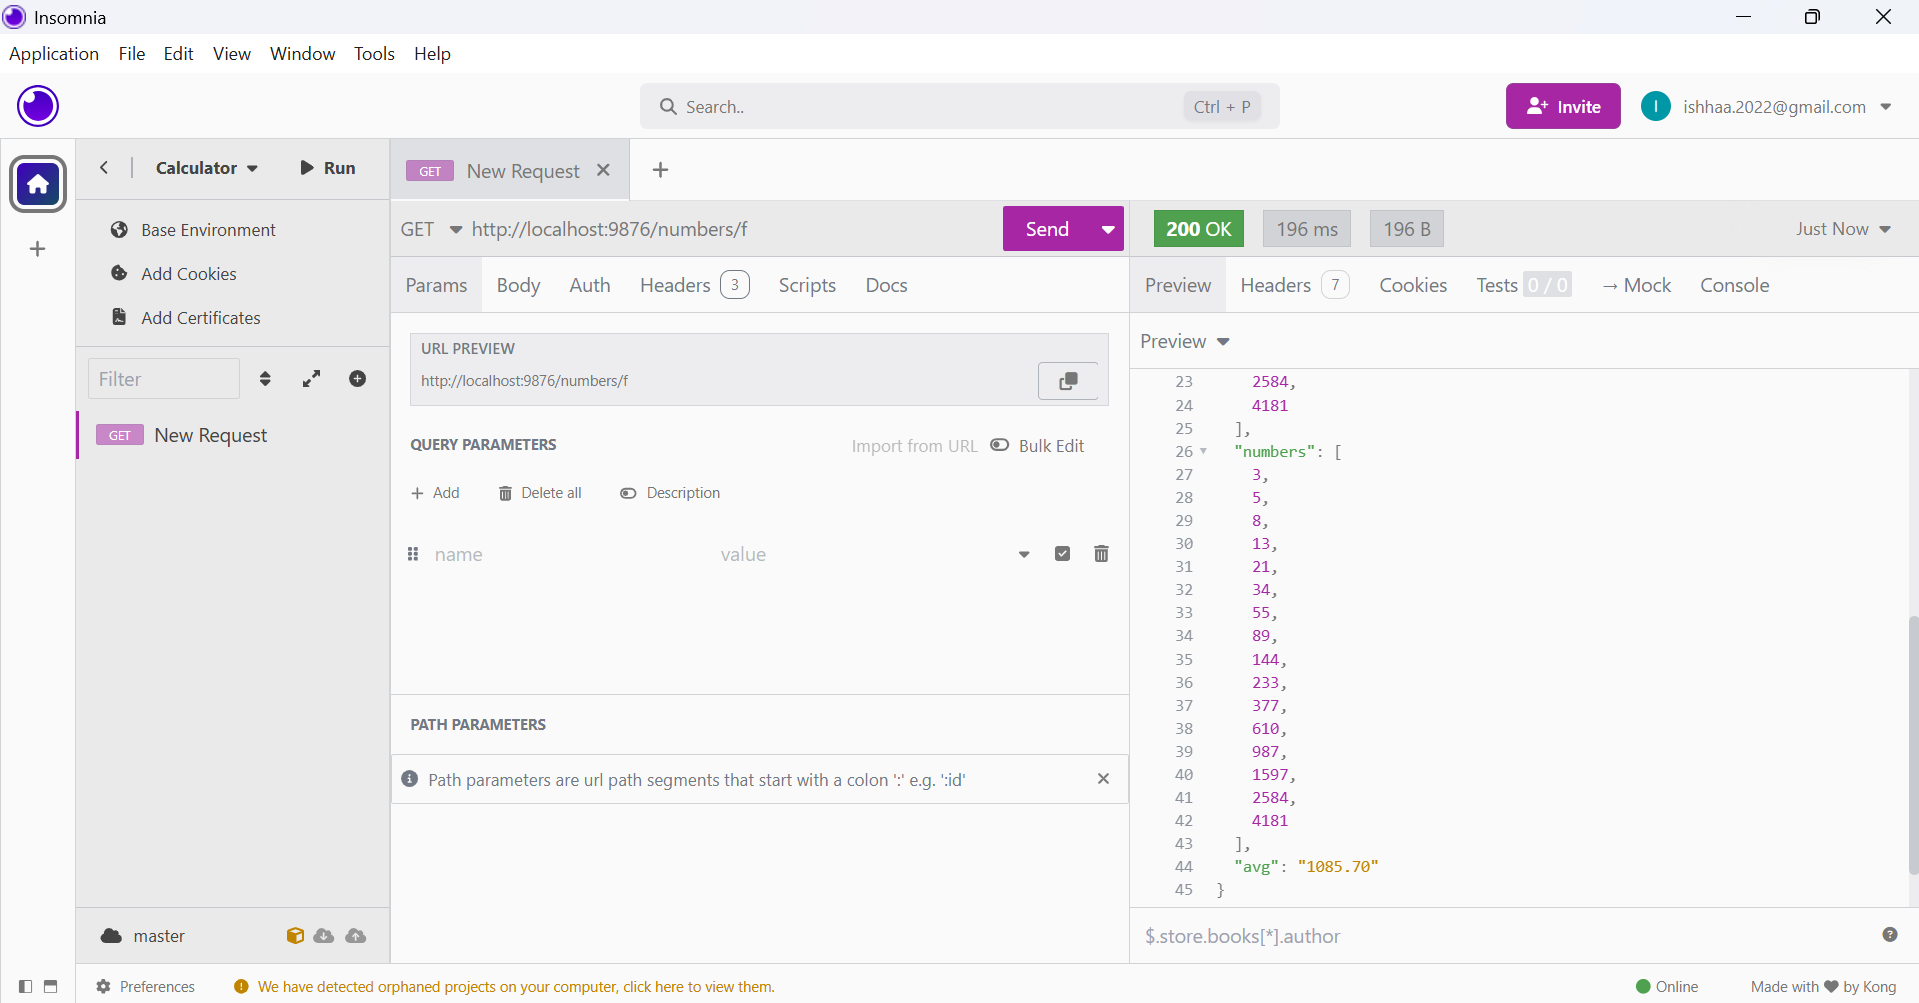 Insomnia
Application File Edit View Window Tools Help
Search.. Ctrl + P
Invite
I ishhaa.2022@gmail.com
Calculator Run
GET New Request
Base Environment
Add Cookies
Add Certificates
Filter
GET New Request
master
GET http://localhost:9876/numbers/f Send
Params Body Auth Headers 3 Scripts Docs
URL PREVIEW
http://localhost:9876/numbers/f
QUERY PARAMETERS Import from URL Bulk Edit
Add Delete all Description
name value
PATH PARAMETERS
Path parameters are url path segments that start with a colon ':' e.g. ':id'
200 OK 196 ms 196 B Just Now
Preview Headers 7 Cookies Tests 0 / 0 → Mock Console
Preview
23 2584,
24 4181
25 ],
26 "numbers": [
27 3,
28 5,
29 8,
30 13,
31 21,
32 34,
33 55,
34 89,
35 144,
36 233,
37 377,
38 610,
39 987,
40 1597,
41 2584,
42 4181
43 ],
44 "avg": "1085.70"
45 }
$.store.books[*].author
Preferences We have detected orphaned projects on your computer, click here to view them. Online Made with by Kong